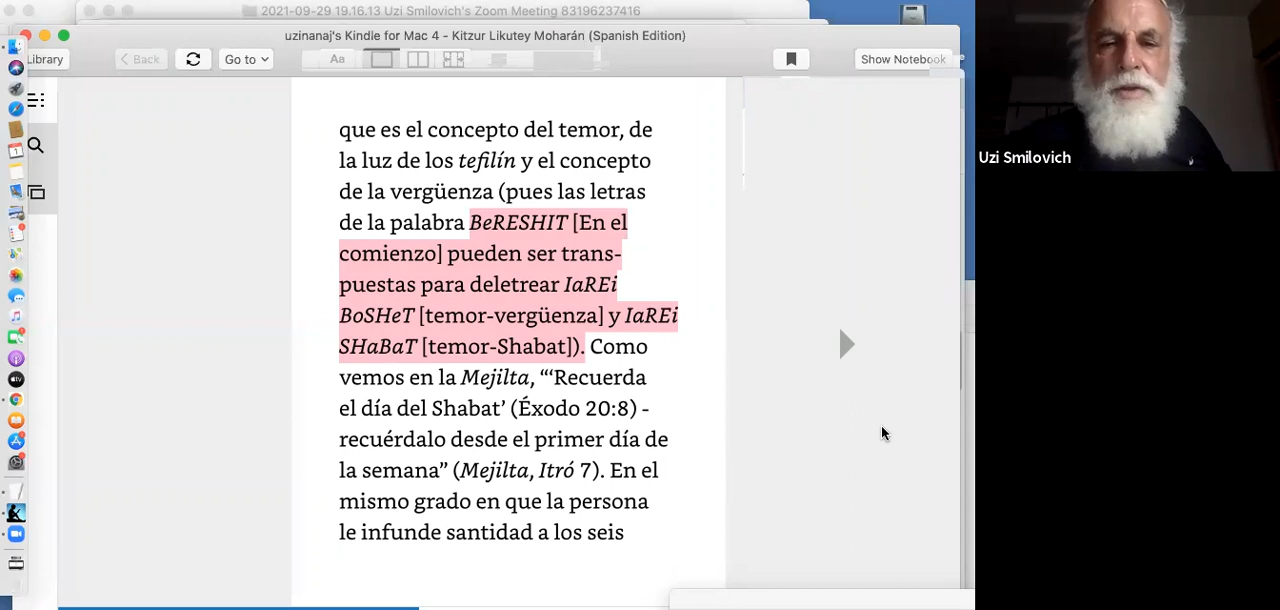 2021-09-29 19.16.13 Uzi Smilovich's Zoom Meeting 83196237416
uzinanaj's Kindle for Mac 4 - Kitzur Likutey Moharán (Spanish Edition)
Library
Back
Go to
Aa
Show Notebook
que es el concepto del temor, de
la luz de los tefilín y el concepto
de la vergüenza (pues las letras
de la palabra BeRESHIT [En el
comienzo] pueden ser trans-
puestas para deletrear IaREi
BoSHeT [temor-vergüenza] y IaREi
SHaBaT [temor-Shabat]). Como
vemos en la Mejilta, “‘Recuerda
el día del Shabat’ (Éxodo 20:8) -
recuérdalo desde el primer día de
la semana” (Mejilta, Itró 7). En el
mismo grado en que la persona
le infunde santidad a los seis
Uzi Smilovich